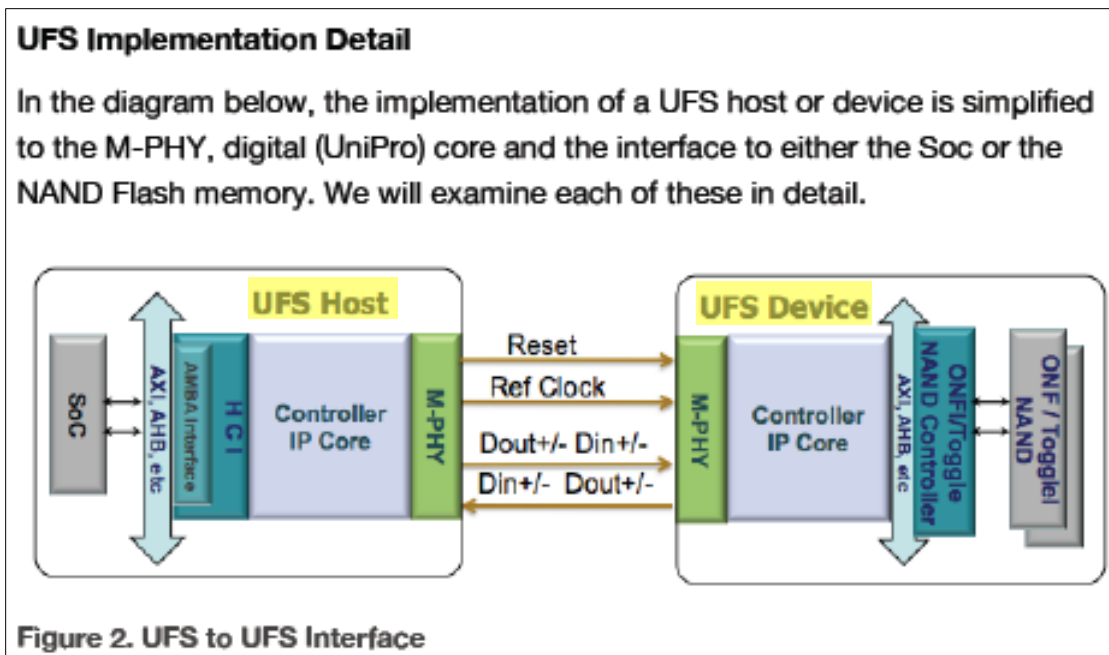 UFS Implementation Detail
In the diagram below, the implementation of a UFS host or device is simplified
to the M-PHY, digital (UniPro) core and the interface to either the Soc or the
NAND Flash memory. We will examine each of these in detail.
UFS Host
SoC
AXI, AHB, etc
AMBA Interface
HCI
Controller
IP Core
M-PHY
Reset
Ref Clock
Dout+/- Din+/-
Din+/- Dout+/-
UFS Device
M-PHY
Controller
IP Core
AXI, AHB, etc
ONFI/Toggle
NAND Controller
ONF / Togglel
NAND
Figure 2. UFS to UFS Interface